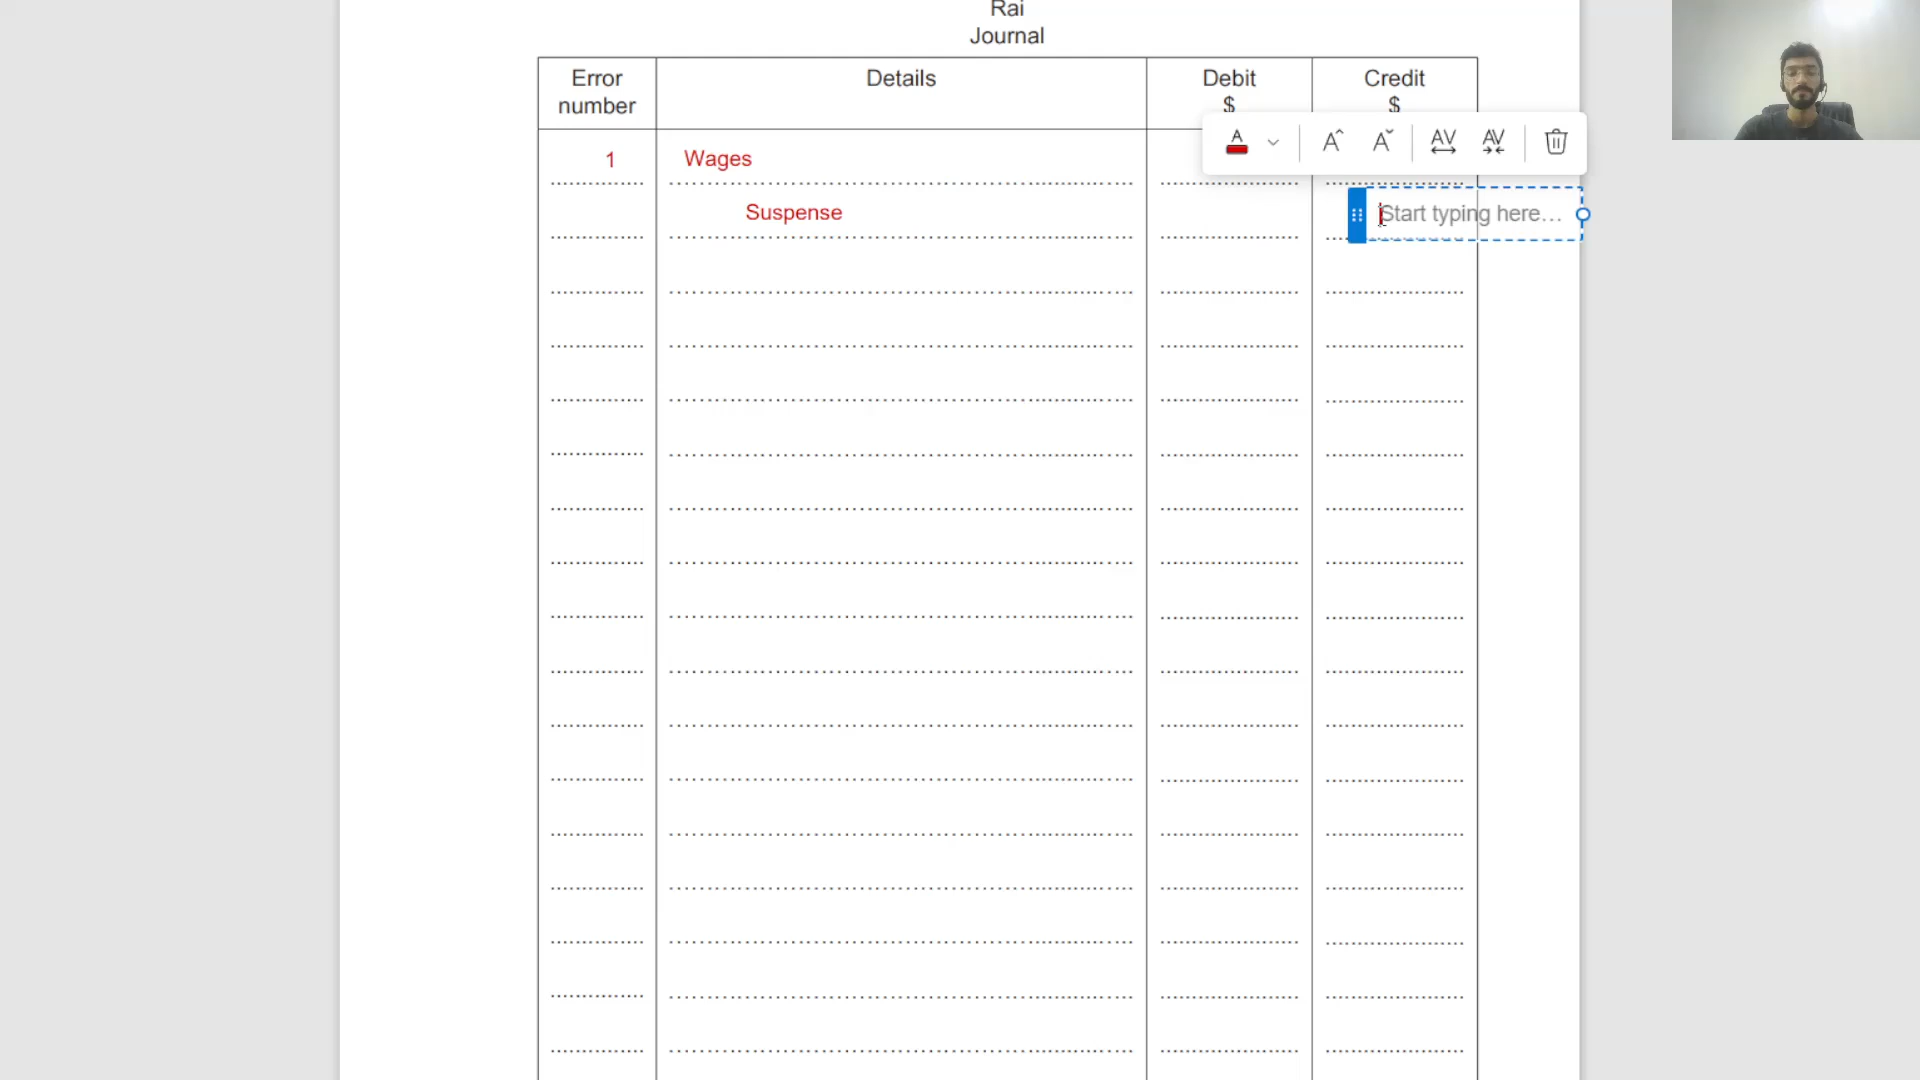 Rai
Journal
Error number
Details
Debit
$
Credit
$
1
Wages
Suspense
Start typing here...